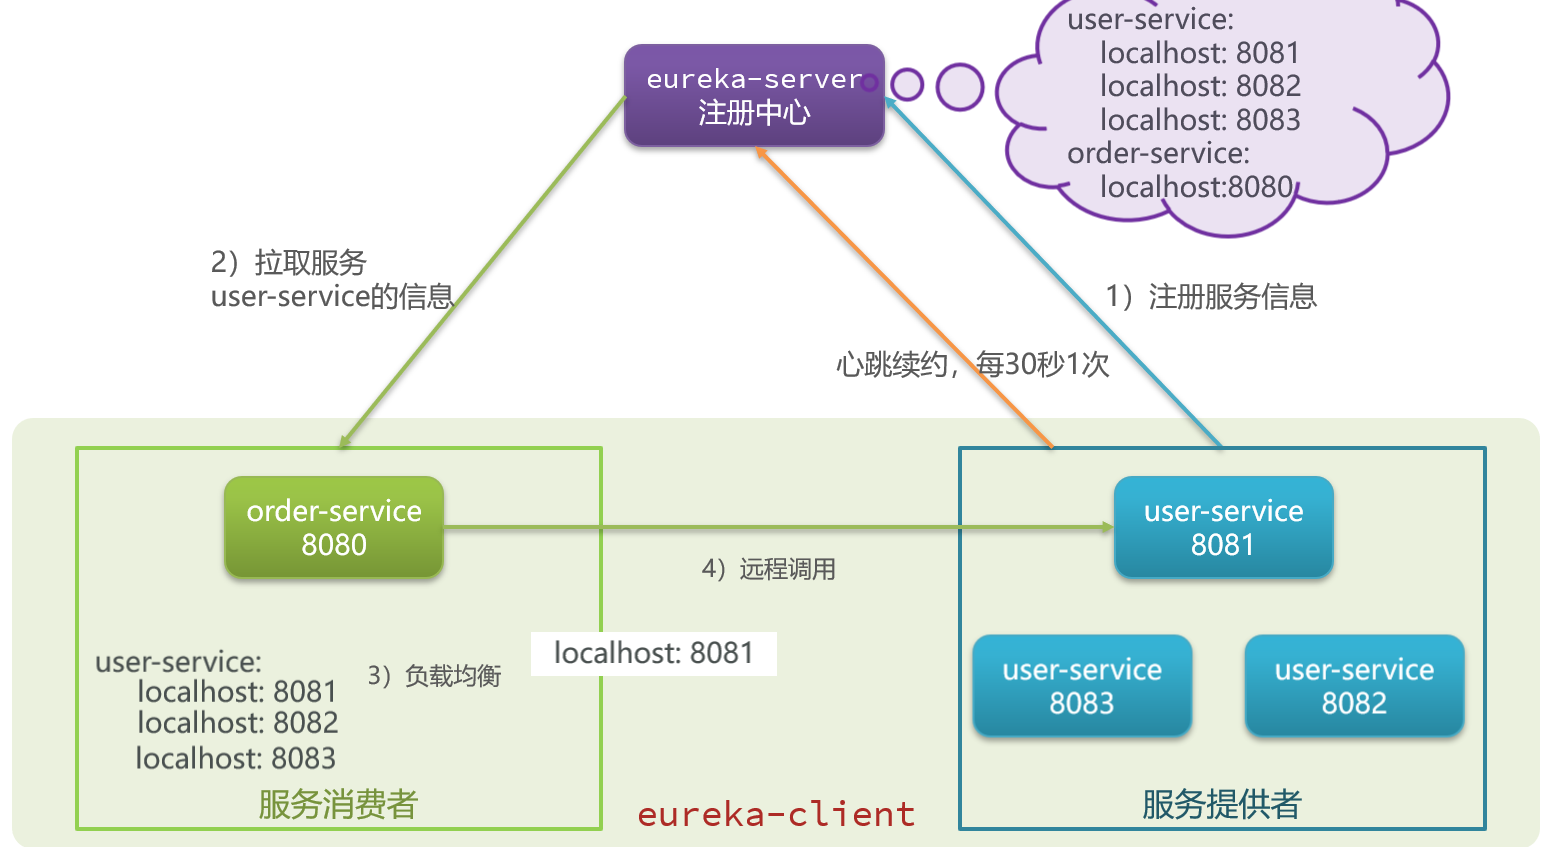 eureka-server
注册中心
user-service:
localhost: 8081
localhost: 8082
localhost: 8083
order-service:
localhost:8080
2）拉取服务
user-service的信息
1）注册服务信息
心跳续约，每30秒1次
order-service
8080
4）远程调用
user-service
8081
user-service:
localhost: 8081
localhost: 8082
localhost: 8083
3）负载均衡
localhost: 8081
user-service
8083
user-service
8082
服务消费者
eureka-client
服务提供者